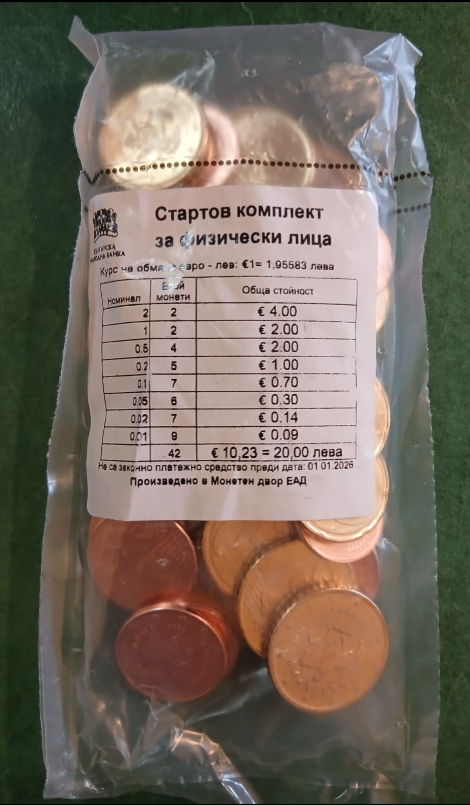 Стартов комплект
за физически лица
БЪЛГАРСКА
НАРОДНА БАНКА
Курс на обмяна евро - лев: €1= 1,95583 лева
Номинал Брой монети Обща стойност
2 2 € 4.00
1 2 € 2.00
0.5 4 € 2.00
0.2 5 € 1.00
0.1 7 € 0.70
0.05 6 € 0.30
0.02 7 € 0.14
0.01 9 € 0.09
42 € 10,23 = 20,00 лева
Не са законно платежно средство преди дата: 01.01.2026
Произведено в Монетен двор ЕАД